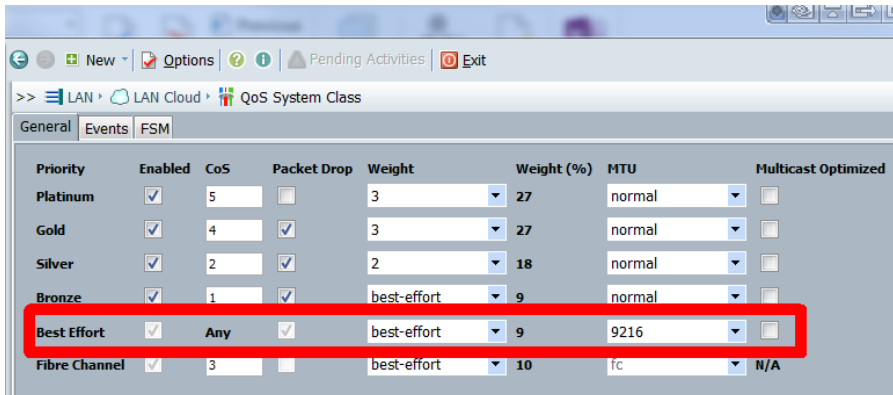 New Options Pending Activities Exit
>> LAN LAN Cloud QoS System Class
General Events FSM
Priority Enabled CoS Packet Drop Weight Weight (%) MTU Multicast Optimized
Platinum 5 3 27 normal
Gold 4 3 27 normal
Silver 2 2 18 normal
Bronze 1 best-effort 9 normal
Best Effort Any best-effort 9 9216
Fibre Channel 3 best-effort 10 fc N/A